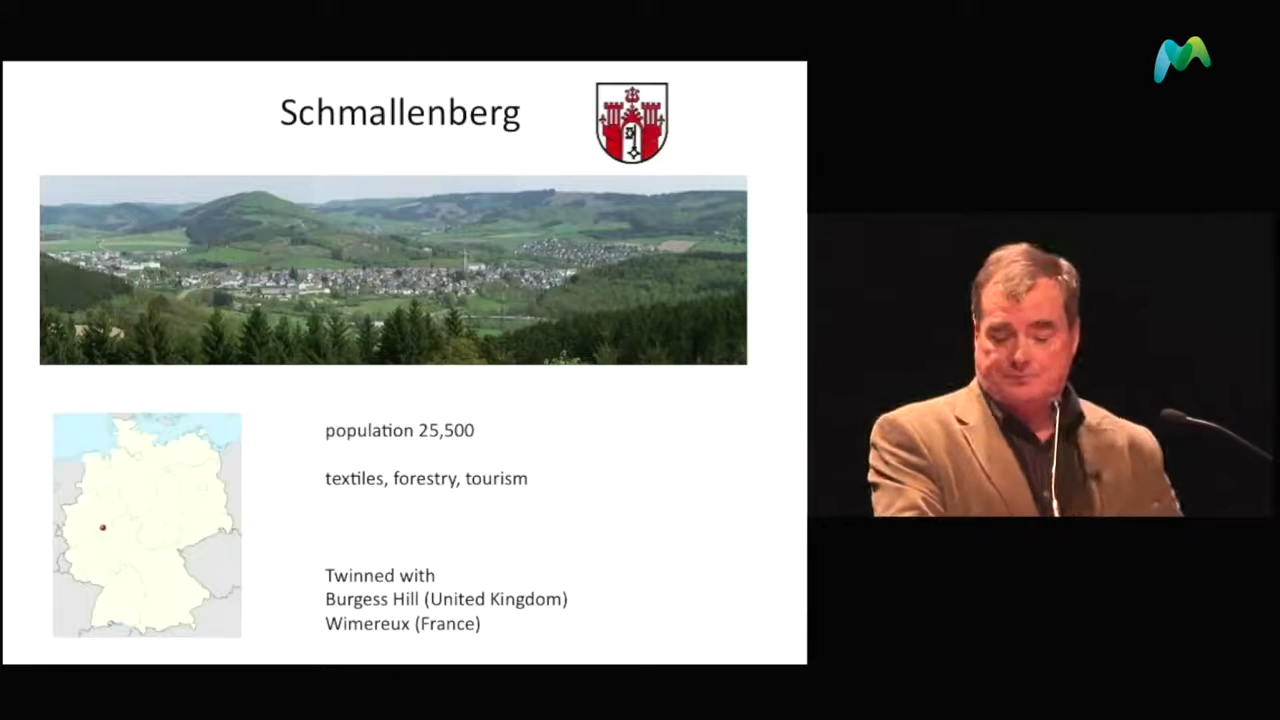 Schmallenberg
population 25,500
textiles, forestry, tourism
Twinned with
Burgess Hill (United Kingdom)
Wimereux (France)